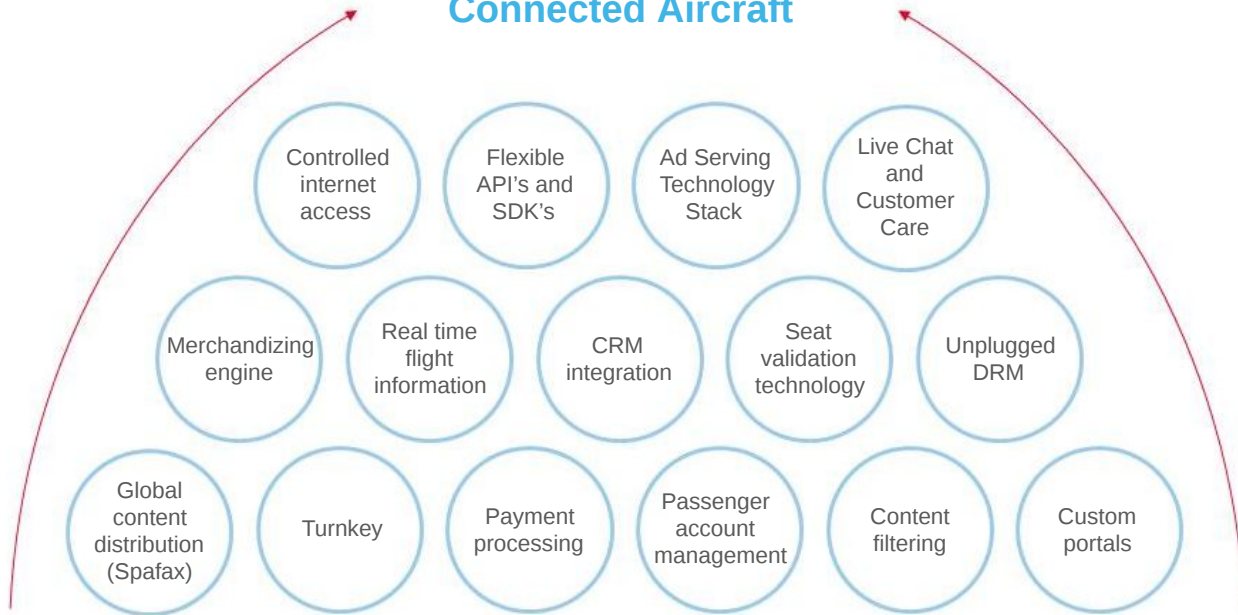 Connected Aircraft
Controlled
internet
access
Flexible
API's and
SDK's
Ad Serving
Technology
Stack
Live Chat
and
Customer
Care
Merchandizing
engine
Real time
flight
information
CRM
integration
Seat
validation
technology
Unplugged
DRM
Global
content
distribution
(Spafax)
Turnkey
Payment
processing
Passenger
account
management
Content
filtering
Custom
portals